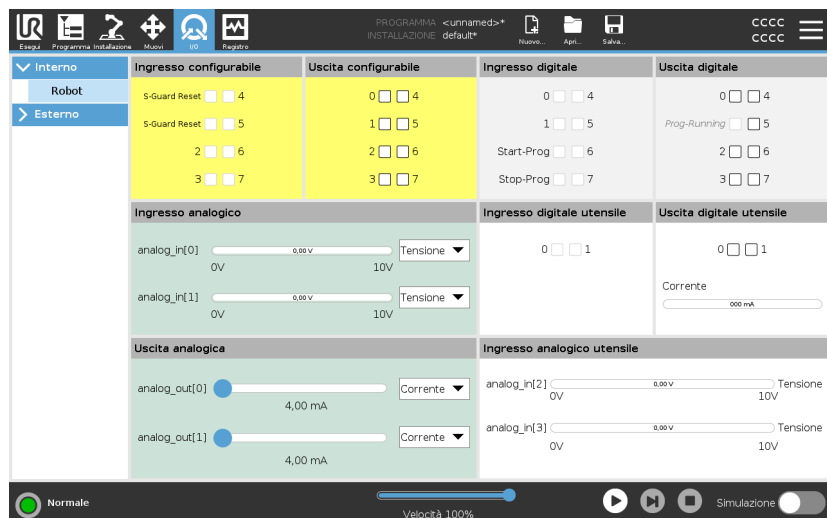 UR
Esegui
Programma
Installazione
Muovi
I/O
Registro
PROGRAMMA <unnamed>*
INSTALLAZIONE default*
Nuovo...
Apri...
Salva...
CCCC
CCCC
Interno
Robot
Esterno
Ingresso configurabile
S-Guard Reset 4
S-Guard Reset 5
2 6
3 7
Uscita configurabile
0 4
1 5
2 6
3 7
Ingresso digitale
0 4
1 5
Start-Prog 6
Stop-Prog 7
Uscita digitale
0 4
Prog-Running 5
2 6
3 7
Ingresso analogico
analog_in[0] 0,00 V Tensione
0V 10V
analog_in[1] 0,00 V Tensione
0V 10V
Ingresso digitale utensile
0 1
Uscita digitale utensile
0 1
Corrente
000 mA
Uscita analogica
analog_out[0] Corrente
4,00 mA
analog_out[1] Corrente
4,00 mA
Ingresso analogico utensile
analog_in[2] 0,00 V Tensione
0V 10V
analog_in[3] 0,00 V Tensione
0V 10V
Normale
Velocità 100%
Simulazione